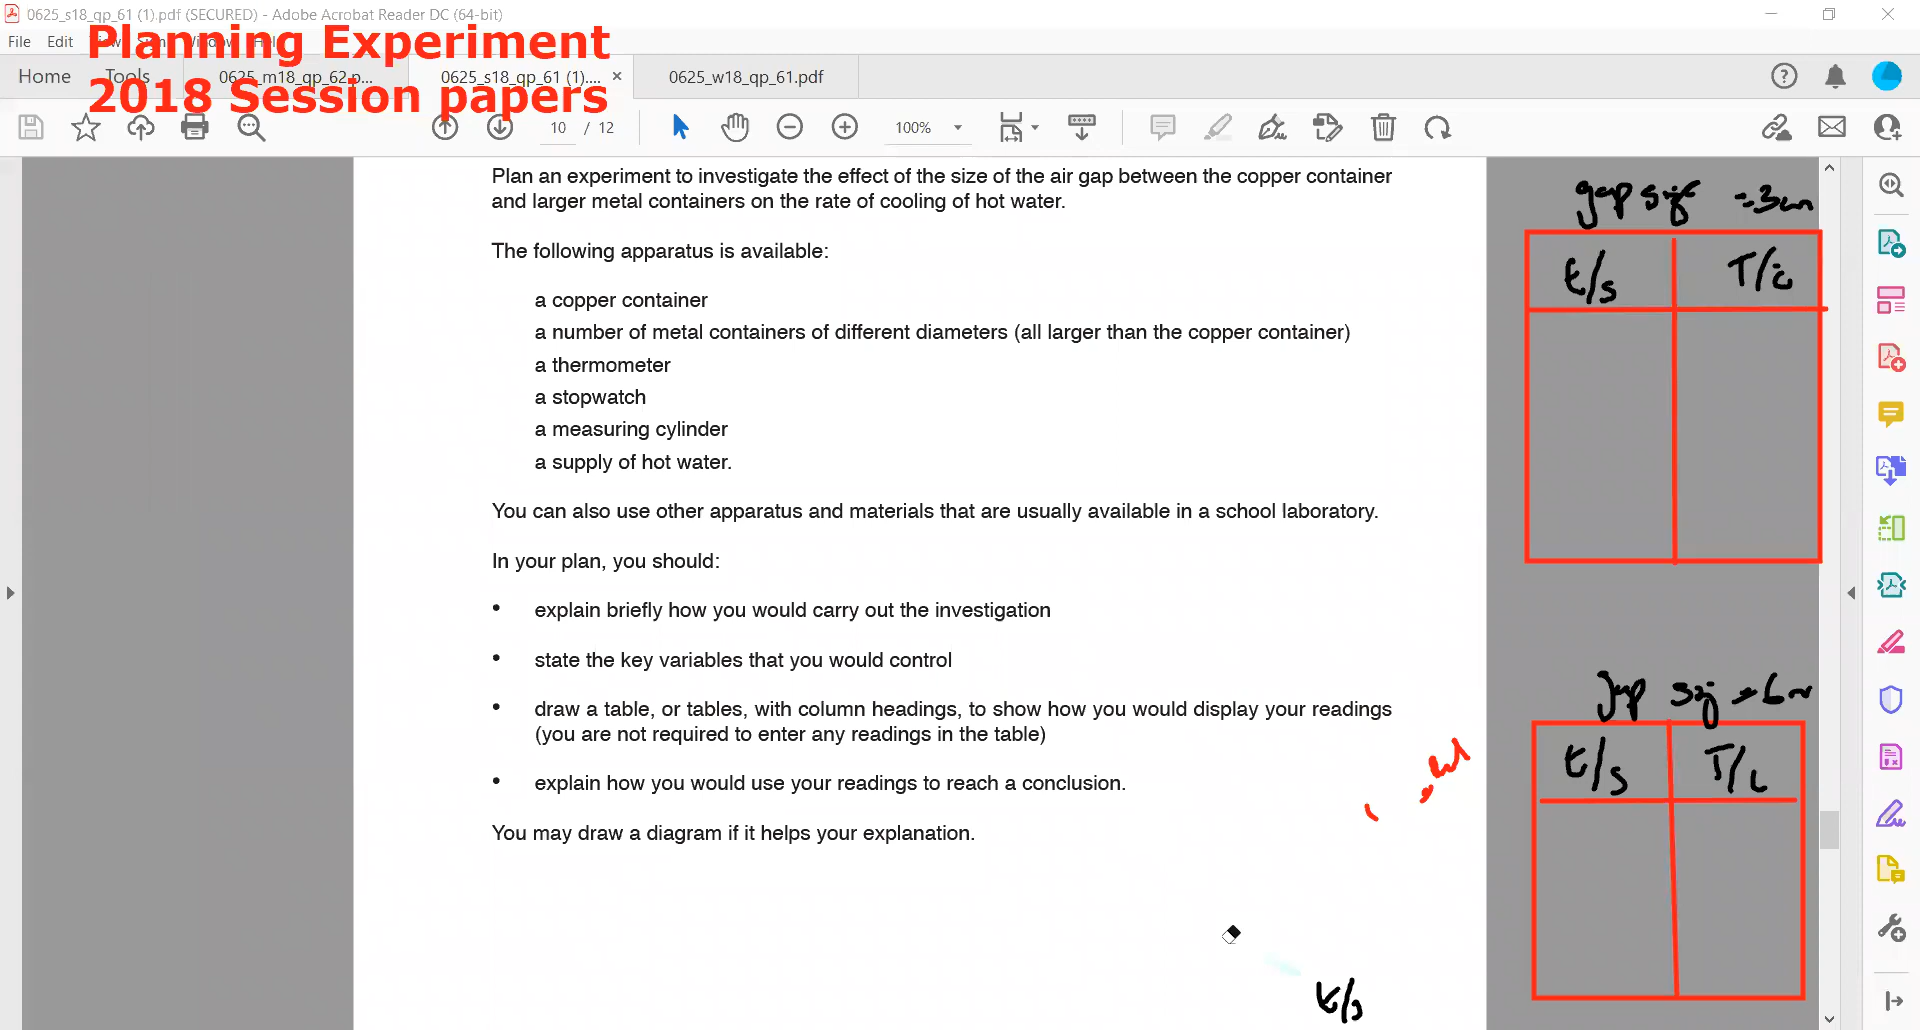 0625_s18_qp_61 (1).pdf (SECURED) - Adobe Acrobat Reader DC (64-bit)
File Edit View Sign Window Help
Planning Experiment
2018 Session papers
Home Tools 0625_m18_qp_62.p... 0625_s18_qp_61 (1).... × 0625_w18_qp_61.pdf
10 / 12 100%
Plan an experiment to investigate the effect of the size of the air gap between the copper container
and larger metal containers on the rate of cooling of hot water.
The following apparatus is available:
a copper container
a number of metal containers of different diameters (all larger than the copper container)
a thermometer
a stopwatch
a measuring cylinder
a supply of hot water.
You can also use other apparatus and materials that are usually available in a school laboratory.
In your plan, you should:
• explain briefly how you would carry out the investigation
• state the key variables that you would control
• draw a table, or tables, with column headings, to show how you would display your readings
(you are not required to enter any readings in the table)
• explain how you would use your readings to reach a conclusion.
You may draw a diagram if it helps your explanation.
gap size = 3cm
t/s T/
gap
t/s T/
t/s